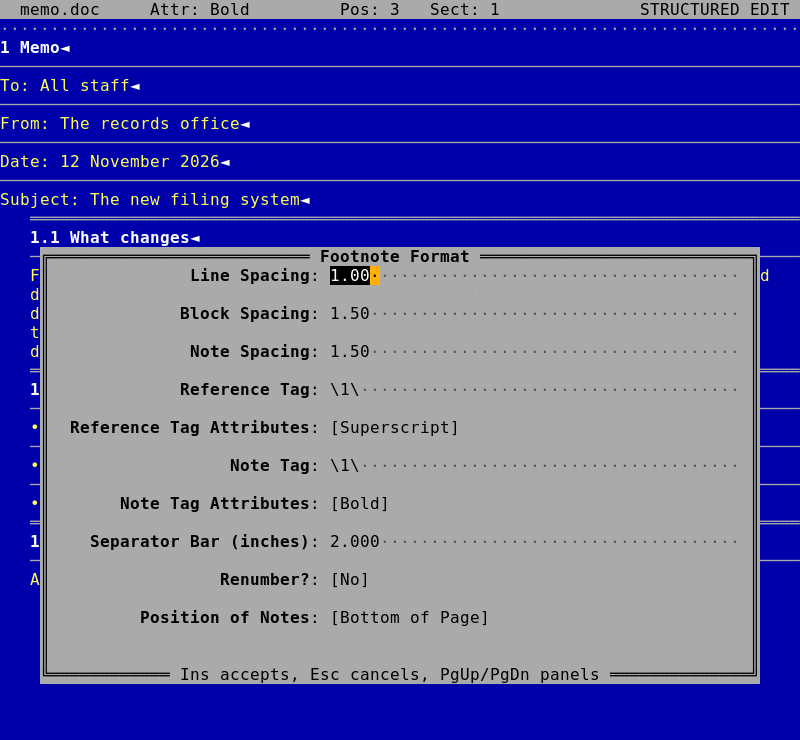 memo.doc Attr: Bold Pos: 3 Sect: 1 STRUCTURED EDIT
1 Memo◄
To: All staff◄
From: The records office◄
Date: 12 November 2026◄
Subject: The new filing system◄
1.1 What changes◄
Footnote Format
F d
Line Spacing: 1.00
d
Block Spacing: 1.50
d
t
Note Spacing: 1.50
d
1
Reference Tag: \1\
• Reference Tag Attributes: [Superscript]
• Note Tag: \1\
• Note Tag Attributes: [Bold]
1
Separator Bar (inches): 2.000
A
Renumber?: [No]
Position of Notes: [Bottom of Page]
Ins accepts, Esc cancels, PgUp/PgDn panels